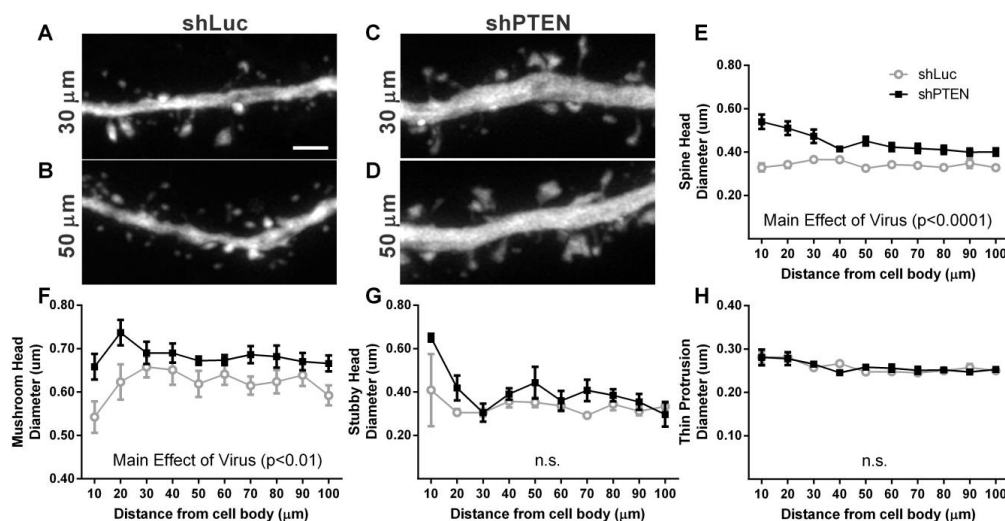 shLuc
shPTEN
A
30 μm
B
50 μm
C
30 μm
D
50 μm
E
shLuc
shPTEN
Spine Head
Diameter (um)
0.80
0.60
0.40
0.20
Main Effect of Virus (p<0.0001)
10 20 30 40 50 60 70 80 90 100
Distance from cell body (μm)
F
Mushroom Head
Diameter (um)
0.80
0.70
0.60
0.50
0.40
Main Effect of Virus (p<0.01)
10 20 30 40 50 60 70 80 90 100
Distance from cell body (μm)
G
Stubby Head
Diameter (um)
0.80
0.60
0.40
0.20
n.s.
10 20 30 40 50 60 70 80 90 100
Distance from cell body (μm)
H
Thin Protrusion
Diameter (um)
0.40
0.30
0.20
0.10
n.s.
10 20 30 40 50 60 70 80 90 100
Distance from cell body (μm)